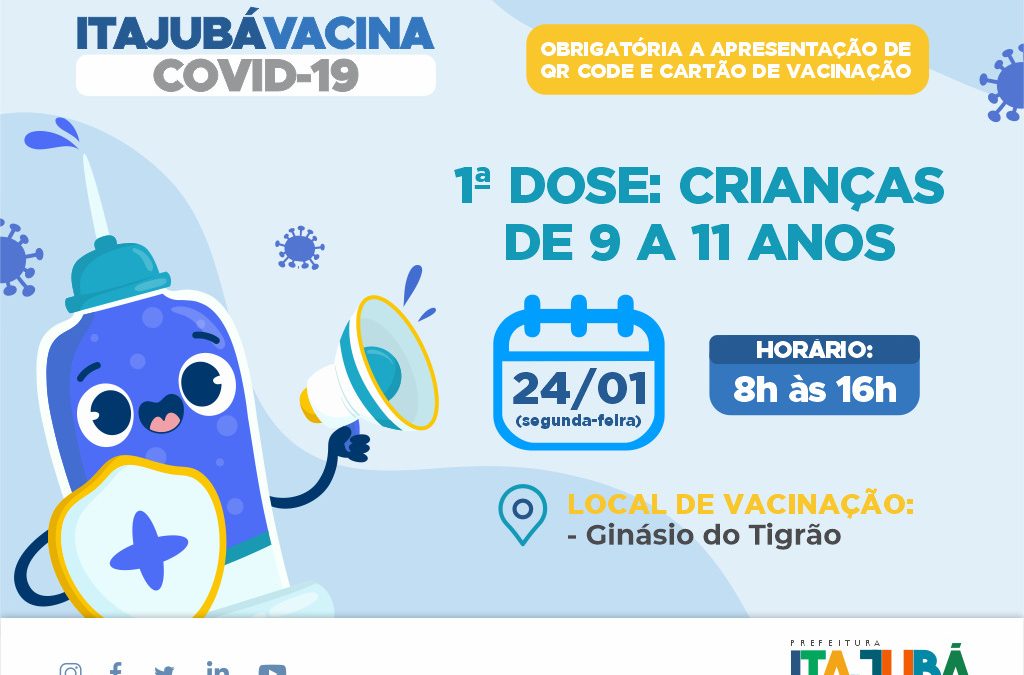 ITAJUBÁVACINA
COVID-19
OBRIGATÓRIA A APRESENTAÇÃO DE
QR CODE E CARTÃO DE VACINAÇÃO
1ª DOSE: CRIANÇAS
DE 9 A 11 ANOS
24/01
(segunda-feira)
HORÁRIO:
8h às 16h
LOCAL DE VACINAÇÃO:
- Ginásio do Tigrão
PREFEITURA
ITAJUBÁ